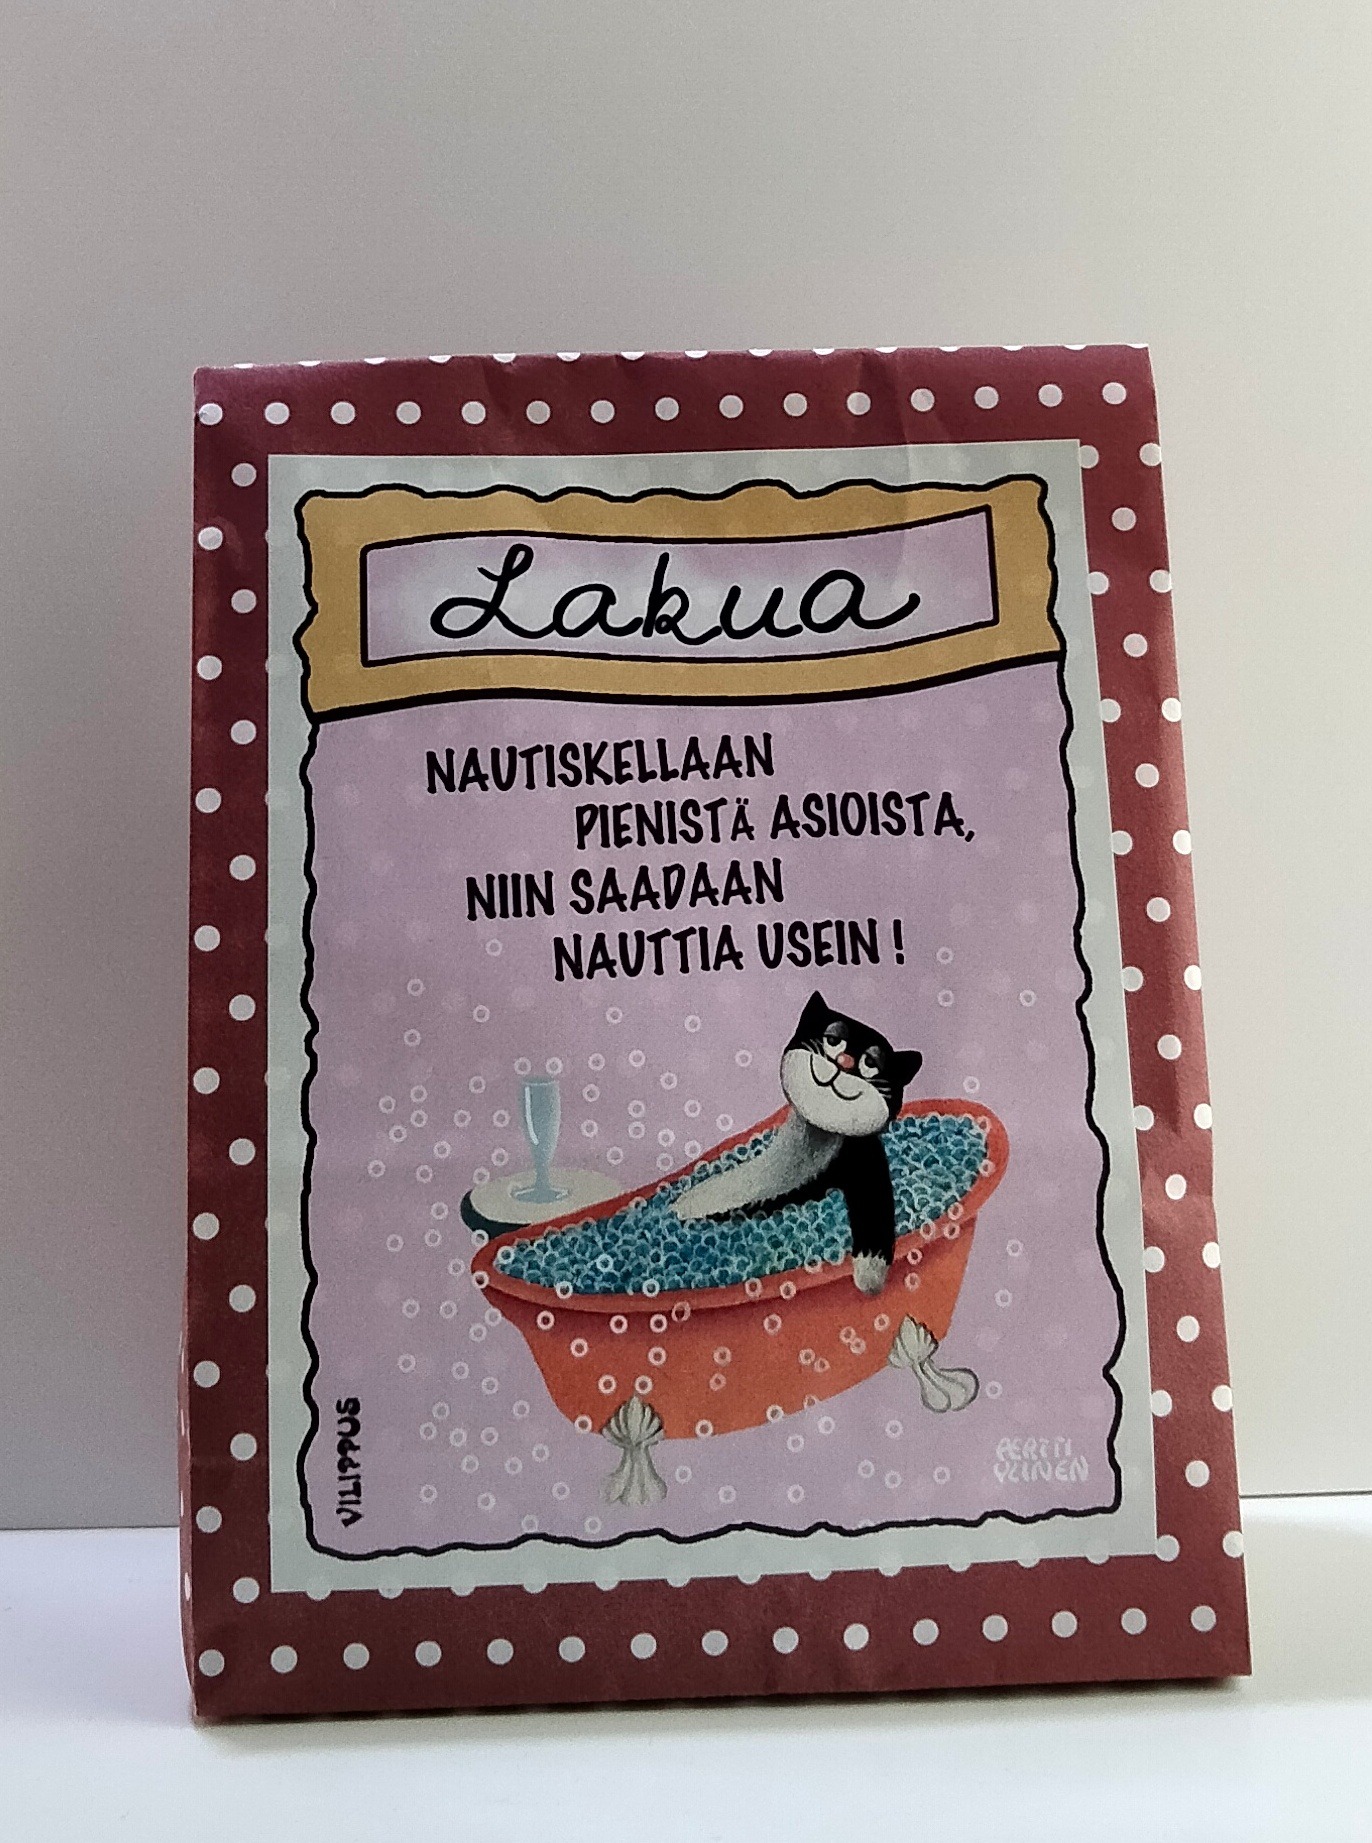 Lakua
NAUTISKELLAAN
PIENISTÄ ASIOISTA,
NIIN SAADAAN
NAUTTIA USEIN !
VILIPPUS
PERTTI
YLINEN